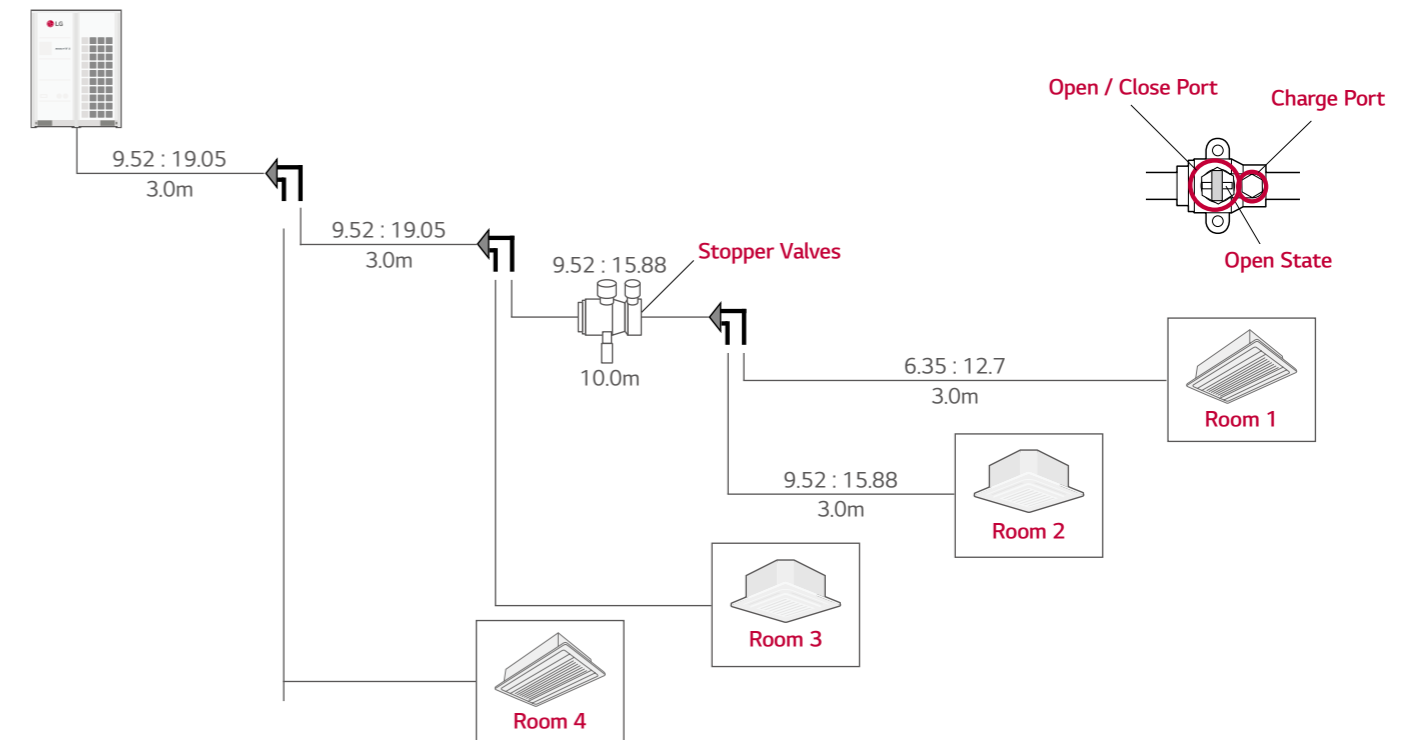 LG
9.52 : 19.05
3.0m
Open / Close Port
Charge Port
Open State
9.52 : 19.05
3.0m
9.52 : 15.88
Stopper Valves
10.0m
6.35 : 12.7
3.0m
Room 1
9.52 : 15.88
3.0m
Room 2
Room 3
Room 4